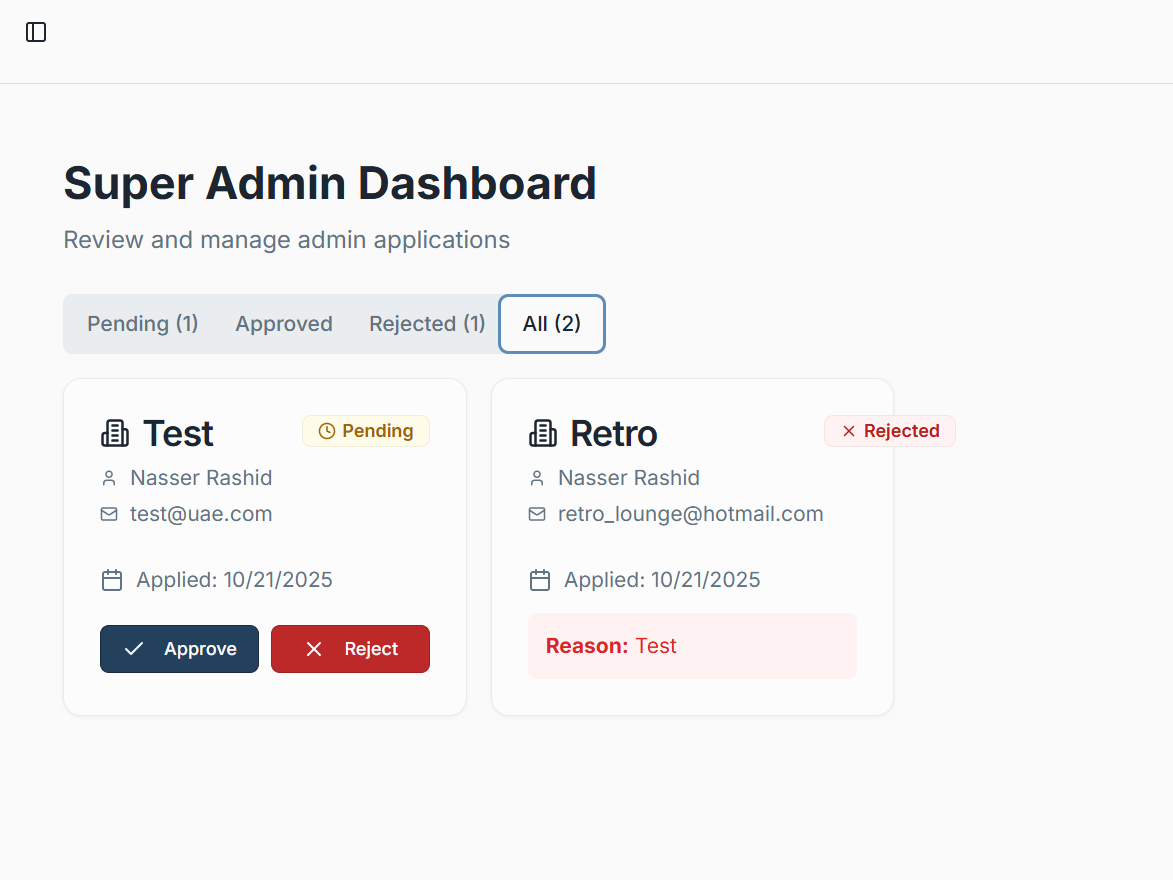 Super Admin Dashboard
Review and manage admin applications
Pending (1) Approved Rejected (1) All (2)
Test Pending
Nasser Rashid
test@uae.com
Applied: 10/21/2025
Approve Reject
Retro Rejected
Nasser Rashid
retro_lounge@hotmail.com
Applied: 10/21/2025
Reason: Test